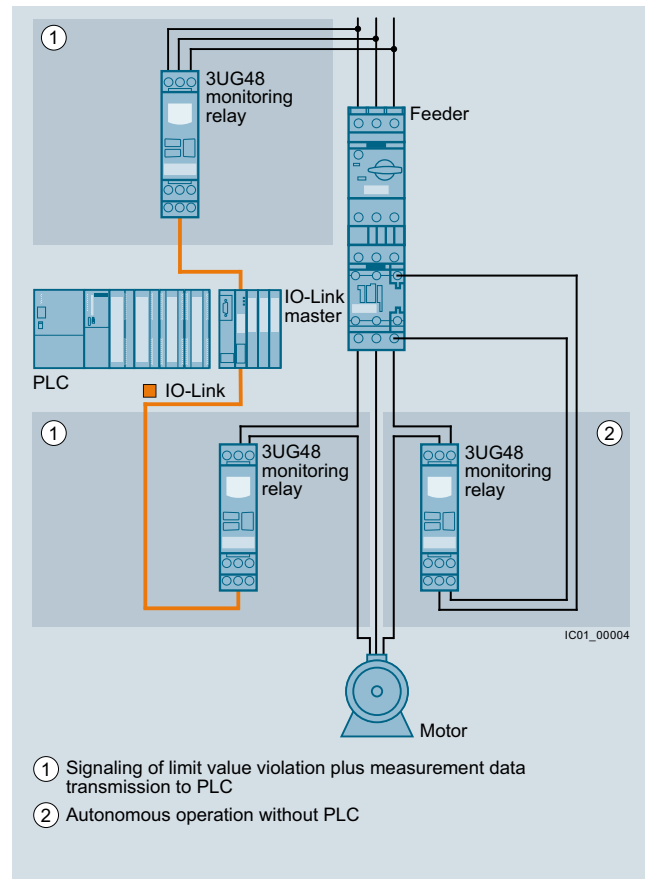 1
3UG48
monitoring
relay
Feeder
IO-Link
master
PLC
IO-Link
1
3UG48
monitoring
relay
2
3UG48
monitoring
relay
IC01_00004
Motor
1 Signaling of limit value violation plus measurement data
transmission to PLC
2 Autonomous operation without PLC